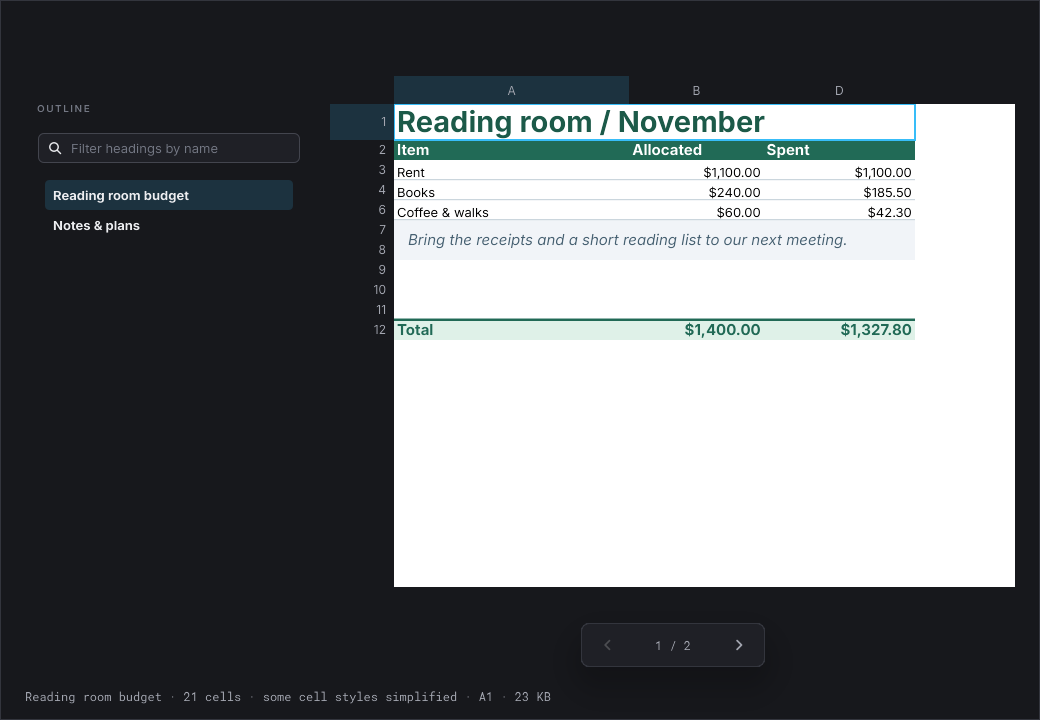 OUTLINE
Filter headings by name
Reading room budget
Notes & plans
A B D
1 Reading room / November
2 Item Allocated Spent
3 Rent $1,100.00 $1,100.00
4 Books $240.00 $185.50
6 Coffee & walks $60.00 $42.30
7
Bring the receipts and a short reading list to our next meeting.
8
9
10
11
12 Total $1,400.00 $1,327.80
1 / 2
Reading room budget · 21 cells · some cell styles simplified · A1 · 23 KB